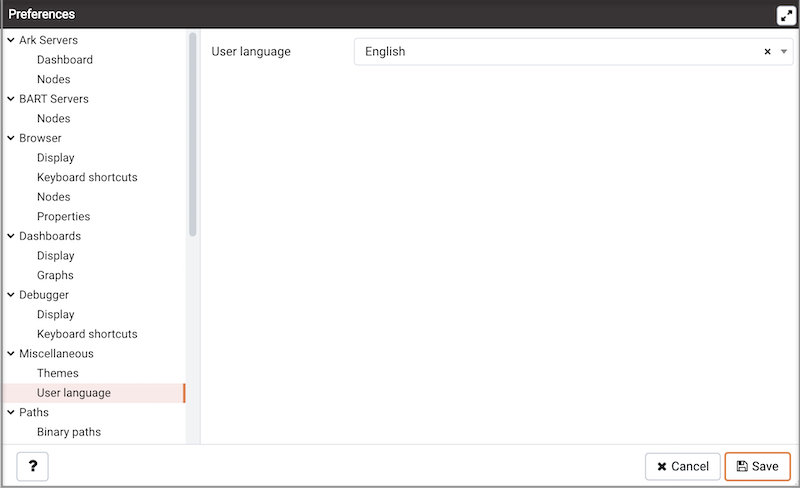 Preferences
Ark Servers
Dashboard
Nodes
BART Servers
Nodes
Browser
Display
Keyboard shortcuts
Nodes
Properties
Dashboards
Display
Graphs
Debugger
Display
Keyboard shortcuts
Miscellaneous
Themes
User language
Paths
Binary paths
User language
English
?
Cancel
Save